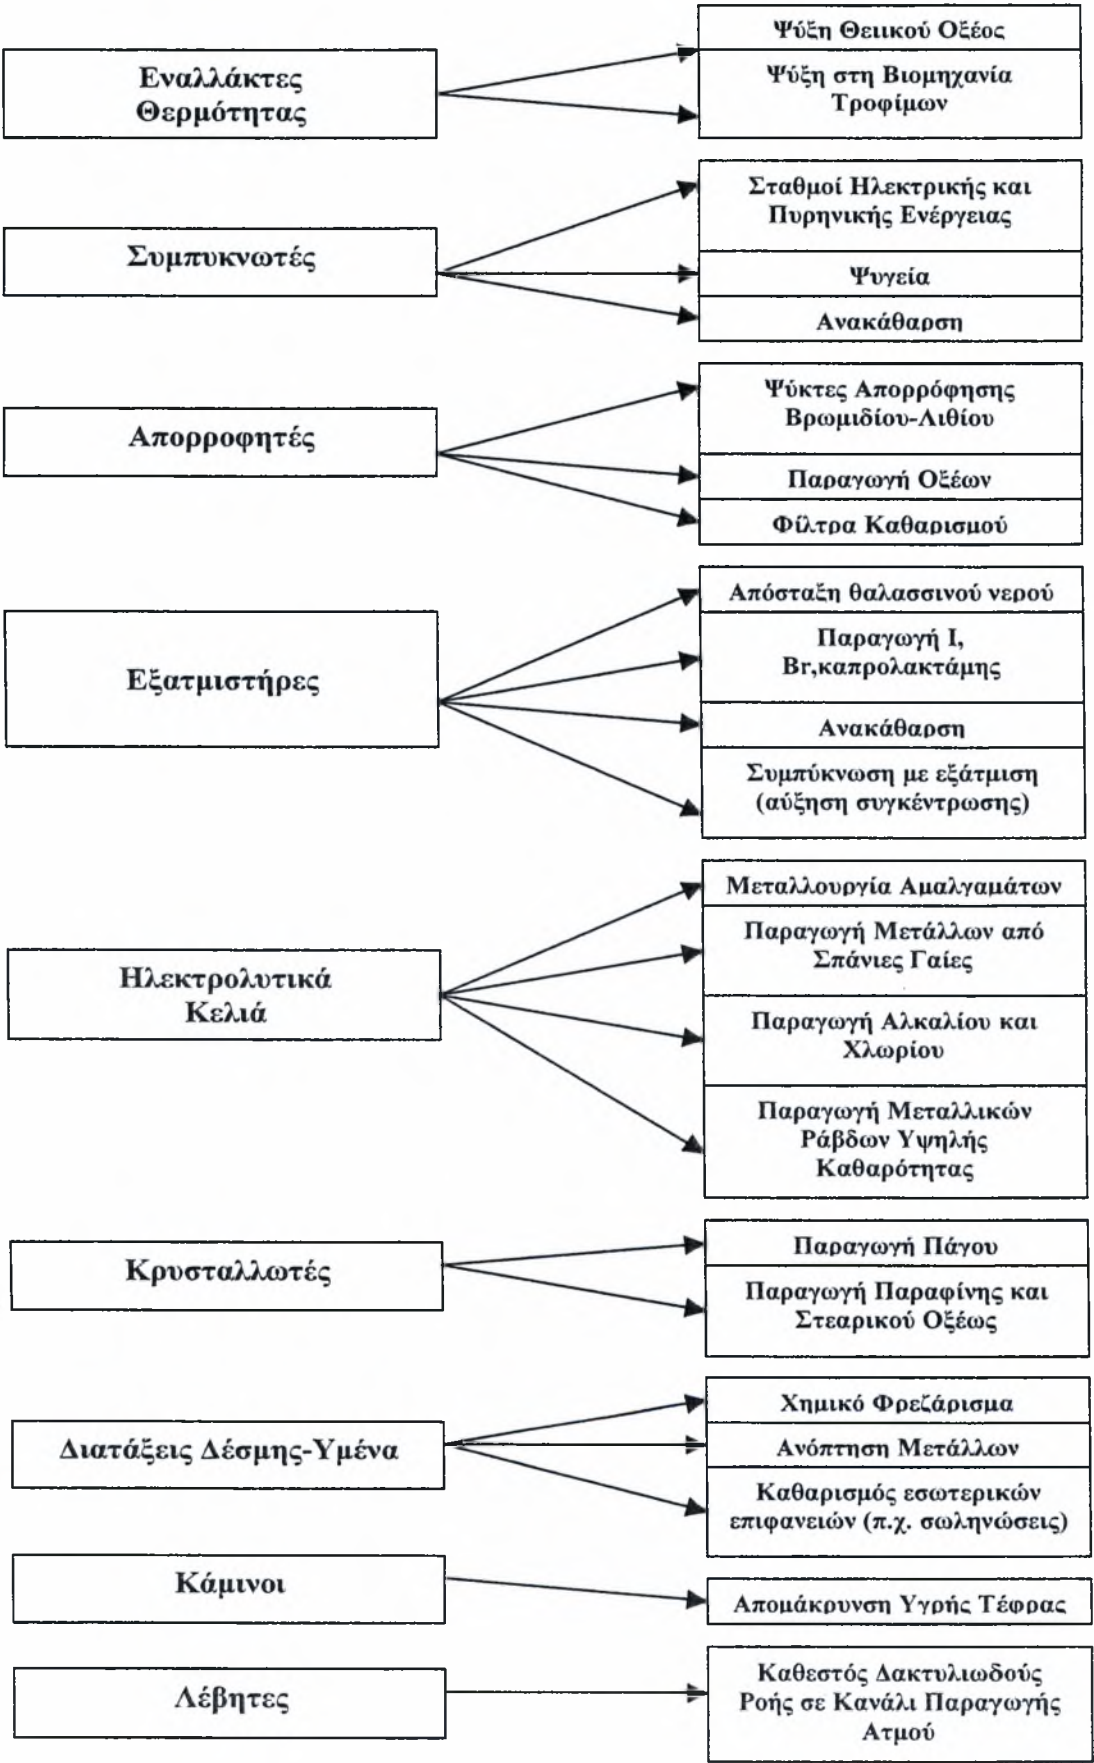 Εναλλάκτες
Θερμότητας
Ψύξη Θειικού Οξέος
Ψύξη στη Βιομηχανία
Τροφίμων
Συμπυκνωτές
Σταθμοί Ηλεκτρικής και
Πυρηνικής Ενέργειας
Ψυγεία
Ανακάθαρση
Απορροφητές
Ψύκτες Απορρόφησης
Βρωμιδίου-Λιθίου
Παραγωγή Οξέων
Φίλτρα Καθαρισμού
Εξατμιστήρες
Απόσταξη θαλασσινού νερού
Παραγωγή Ι,
Br,καπρολακτάμης
Ανακάθαρση
Συμπύκνωση με εξάτμιση
(αύξηση συγκέντρωσης)
Ηλεκτρολυτικά
Κελιά
Μεταλλουργία Αμαλγαμάτων
Παραγωγή Μετάλλων από
Σπάνιες Γαίες
Παραγωγή Αλκαλίου και
Χλωρίου
Παραγωγή Μεταλλικών
Ράβδων Υψηλής
Καθαρότητας
Κρυσταλλωτές
Παραγωγή Πάγου
Παραγωγή Παραφίνης και
Στεαρικού Οξέως
Διατάξεις Δέσμης-Υμένα
Χημικό Φρεζάρισμα
Ανόπτηση Μετάλλων
Καθαρισμός εσωτερικών
επιφανειών (π.χ. σωληνώσεις)
Κάμινοι
Απομάκρυνση Υγρής Τέφρας
Λέβητες
Καθεστός Δακτυλιωδούς
Ροής σε Κανάλι Παραγωγής
Ατμού